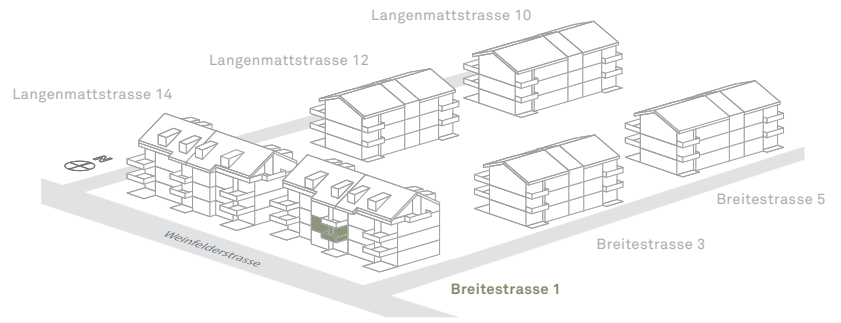 Langenmattstrasse 10
Langenmattstrasse 12
Langenmattstrasse 14
N
Breitestrasse 5
Weinfelderstrasse
Breitestrasse 3
Breitestrasse 1